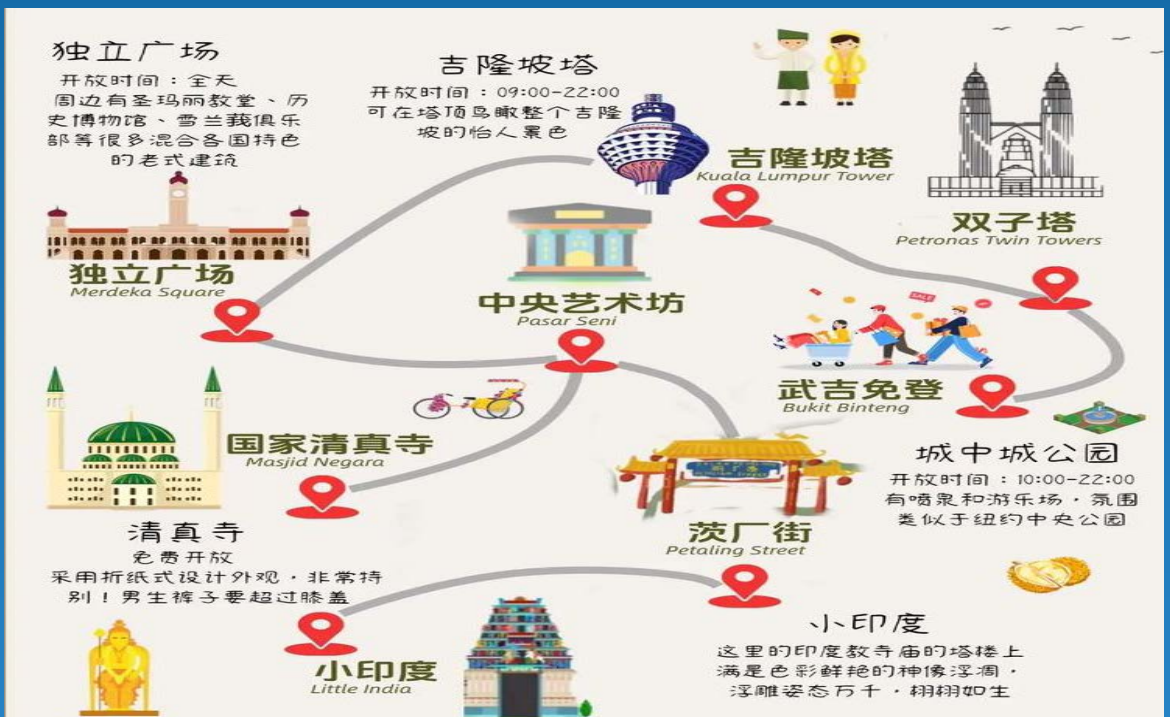 独立广场
开放时间：全天
周边有圣玛丽教堂、历
史博物馆、雪兰莪俱乐
部等很多混合各国特色
的老式建筑
独立广场
Merdeka Square
吉隆坡塔
开放时间：09:00-22:00
可在塔顶鸟瞰整个吉隆
坡的怡人景色
吉隆坡塔
Kuala Lumpur Tower
双子塔
Petronas Twin Towers
中央艺术坊
Pasar Seni
SALE
武吉免登
Bukit Binteng
国家清真寺
Masjid Negara
清真寺
免费开放
采用折纸式设计外观，非常特
别！男生裤子要超过膝盖
茨厂街
Petaling Street
城中城公园
开放时间：10:00-22:00
有喷泉和游乐场，氛围
类似于纽约中央公园
小印度
Little India
小印度
这里的印度教寺庙的塔楼上
满是色彩鲜艳的神像浮凋，
浮雕姿态万千，栩栩如生